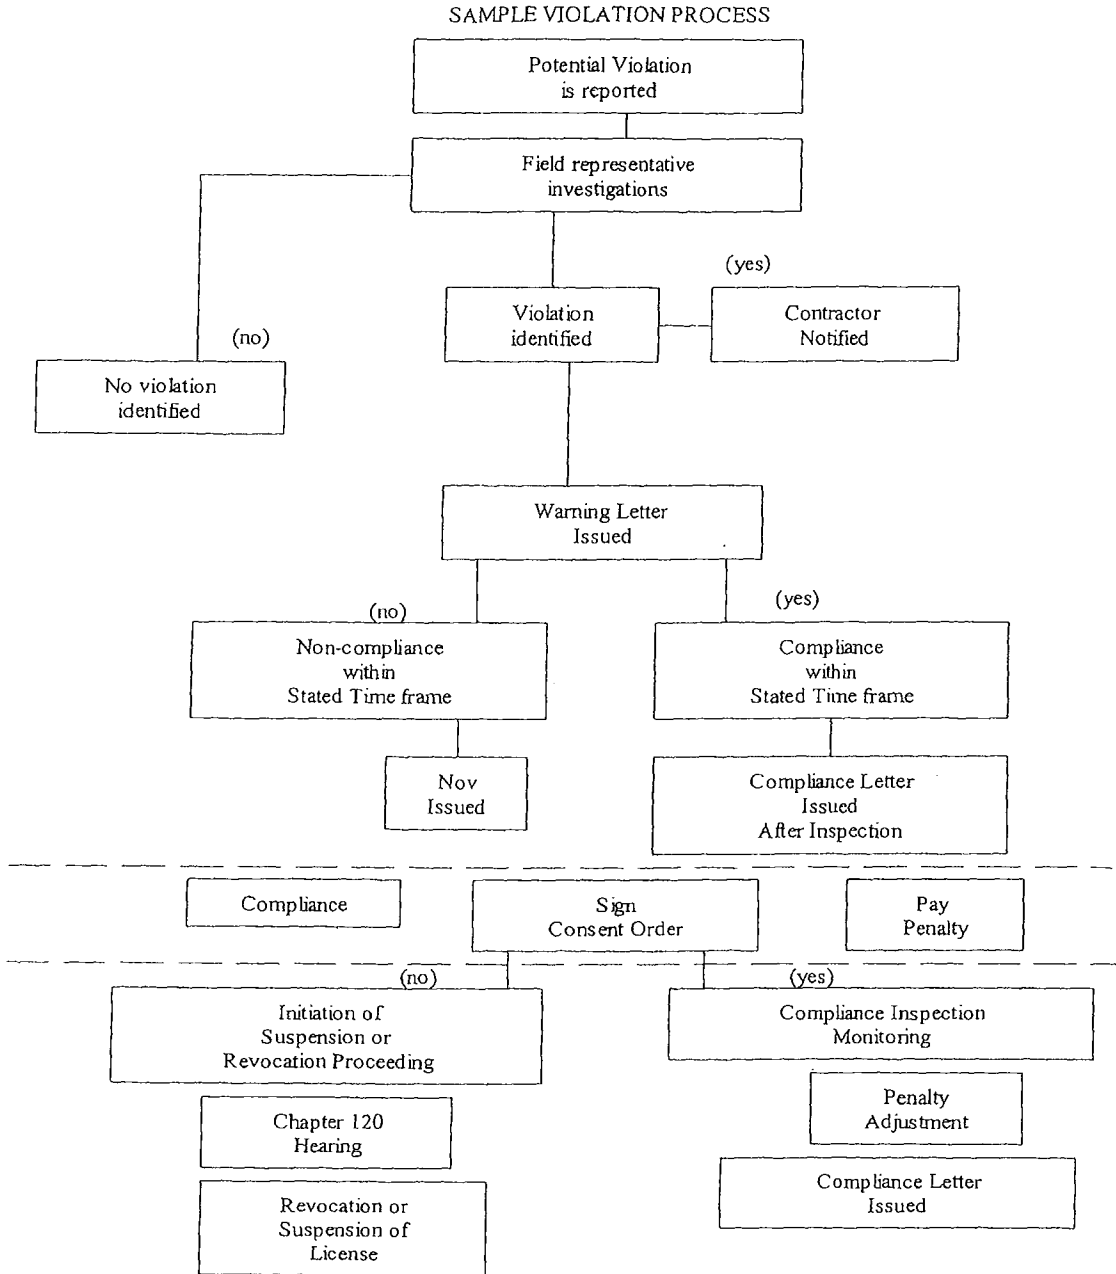 SAMPLE VIOLATION PROCESS
Potential Violation
is reported
Field representative
investigations
(yes)
Violation
identified
Contractor
Notified
(no)
No violation
identified
Warning Letter
Issued
(no)
(yes)
Non-compliance
within
Stated Time frame
Compliance
within
Stated Time frame
Nov
Issued
Compliance Letter
Issued
After Inspection
Compliance
Sign
Consent Order
Pay
Penalty
(no)
(yes)
Initiation of
Suspension or
Revocation Proceeding
Compliance Inspection
Monitoring
Chapter 120
Hearing
Penalty
Adjustment
Revocation or
Suspension of
License
Compliance Letter
Issued